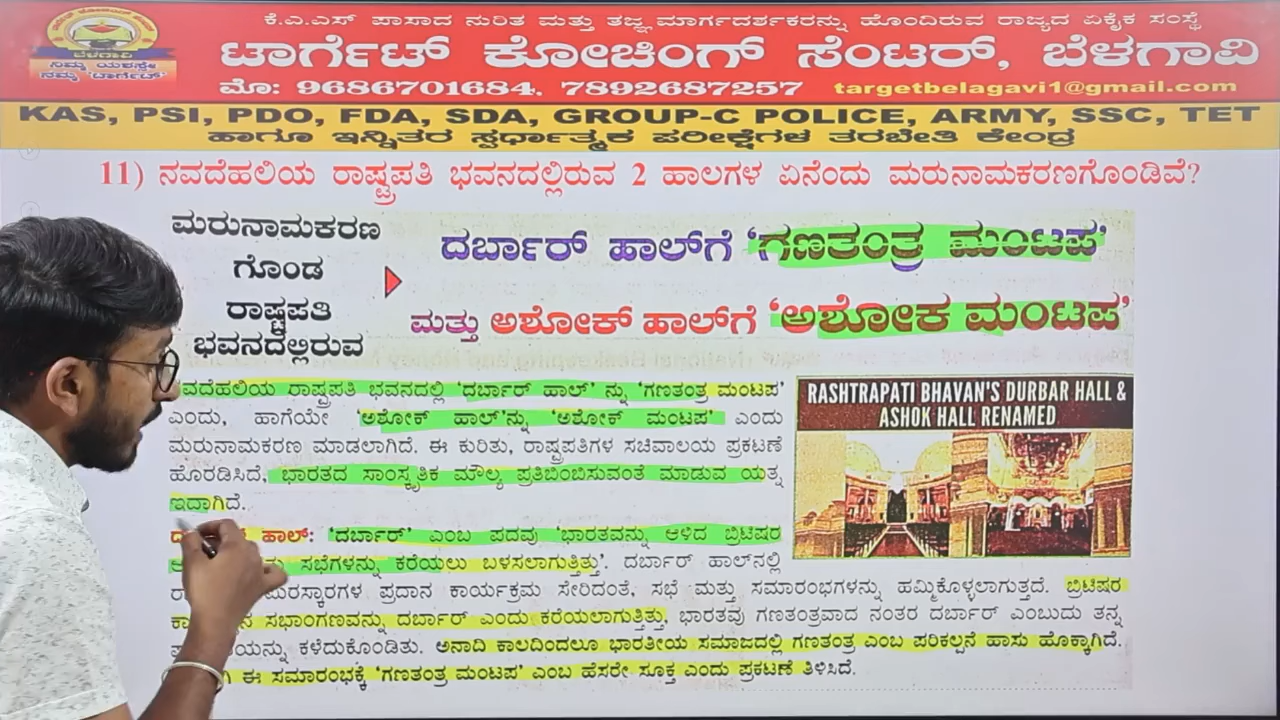 ಕೆ.ಎ.ಎಸ್ ಪಾಸಾದ ನುರಿತ ಮತ್ತು ತಜ್ಞ ಮಾರ್ಗದರ್ಶಕರನ್ನು ಹೊಂದಿರುವ ರಾಜ್ಯದ ಏಕೈಕ ಸಂಸ್ಥೆ
ಟಾರ್ಗೆಟ್ ಕೋಚಿಂಗ್ ಸೆಂಟರ್, ಬೆಳಗಾವಿ
ಬೆಳಗಾವಿ
ನಿಮ್ಮ ಯಶಸ್ಸೇ
ನಮ್ಮ 'ಟಾರ್ಗೆಟ್'
ಮೊ: 9686701684, 7892687257 targetbelagavi1@gmail.com
KAS, PSI, PDO, FDA, SDA, GROUP-C POLICE, ARMY, SSC, TET
ಹಾಗೂ ಇನ್ನಿತರ ಸ್ಪರ್ಧಾತ್ಮಕ ಪರೀಕ್ಷೆಗಳ ತರಬೇತಿ ಕೇಂದ್ರ
11) ನವದೆಹಲಿಯ ರಾಷ್ಟ್ರಪತಿ ಭವನದಲ್ಲಿರುವ 2 ಹಾಲಗಳ ಏನೆಂದು ಮರುನಾಮಕರಣಗೊಂಡಿವೆ?
ಮರುನಾಮಕರಣ
ಗೊಂಡ
ರಾಷ್ಟ್ರಪತಿ
ಭವನದಲ್ಲಿರುವ
ದರ್ಬಾರ್ ಹಾಲ್‌ಗೆ 'ಗಣತಂತ್ರ ಮಂಟಪ'
ಮತ್ತು ಅಶೋಕ್ ಹಾಲ್‌ಗೆ 'ಅಶೋಕ ಮಂಟಪ'
ನವದೆಹಲಿಯ ರಾಷ್ಟ್ರಪತಿ ಭವನದಲ್ಲಿ 'ದರ್ಬಾರ್ ಹಾಲ್' ನ್ನು 'ಗಣತಂತ್ರ ಮಂಟಪ'
ಎಂದು, ಹಾಗೆಯೇ 'ಅಶೋಕ್ ಹಾಲ್'ನ್ನು 'ಅಶೋಕ್ ಮಂಟಪ' ಎಂದು
ಮರುನಾಮಕರಣ ಮಾಡಲಾಗಿದೆ. ಈ ಕುರಿತು, ರಾಷ್ಟ್ರಪತಿಗಳ ಸಚಿವಾಲಯ ಪ್ರಕಟಣೆ
ಹೊರಡಿಸಿದೆ, ಭಾರತದ ಸಾಂಸ್ಕೃತಿಕ ಮೌಲ್ಯ ಪ್ರತಿಬಿಂಬಿಸುವಂತೆ ಮಾಡುವ ಯತ್ನ
ಇದಾಗಿದೆ.
RASHTRAPATI BHAVAN'S DURBAR HALL &
ASHOK HALL RENAMED
ಹಾಲ್: 'ದರ್ಬಾರ್' ಎಂಬ ಪದವು 'ಭಾರತವನ್ನು ಆಳಿದ ಬ್ರಿಟಿಷರ
ಸಭೆಗಳನ್ನು ಕರೆಯಲು ಬಳಸಲಾಗುತ್ತಿತ್ತು'. ದರ್ಬಾರ್ ಹಾಲ್‌ನಲ್ಲಿ
ಪ್ರದಾನ ಕಾರ್ಯಕ್ರಮ ಸೇರಿದಂತೆ, ಸಭೆ ಮತ್ತು ಸಮಾರಂಭಗಳನ್ನು ಹಮ್ಮಿಕೊಳ್ಳಲಾಗುತ್ತದೆ. ಬ್ರಿಟಿಷರ
ಸಭಾಂಗಣವನ್ನು ದರ್ಬಾರ್ ಎಂದು ಕರೆಯಲಾಗುತ್ತಿತ್ತು, ಭಾರತವು ಗಣತಂತ್ರವಾದ ನಂತರ ದರ್ಬಾರ್ ಎಂಬುದು ತನ್ನ
ಕಳೆದುಕೊಂಡಿತು. ಅನಾದಿ ಕಾಲದಿಂದಲೂ ಭಾರತೀಯ ಸಮಾಜದಲ್ಲಿ ಗಣತಂತ್ರ ಎಂಬ ಪರಿಕಲ್ಪನೆ ಹಾಸು ಹೊಕ್ಕಾಗಿದೆ.
ಈ ಸಮಾರಂಭಕ್ಕೆ 'ಗಣತಂತ್ರ ಮಂಟಪ' ಎಂಬ ಹೆಸರೇ ಸೂಕ್ತ ಎಂದು ಪ್ರಕಟಣೆ ತಿಳಿಸಿದೆ.